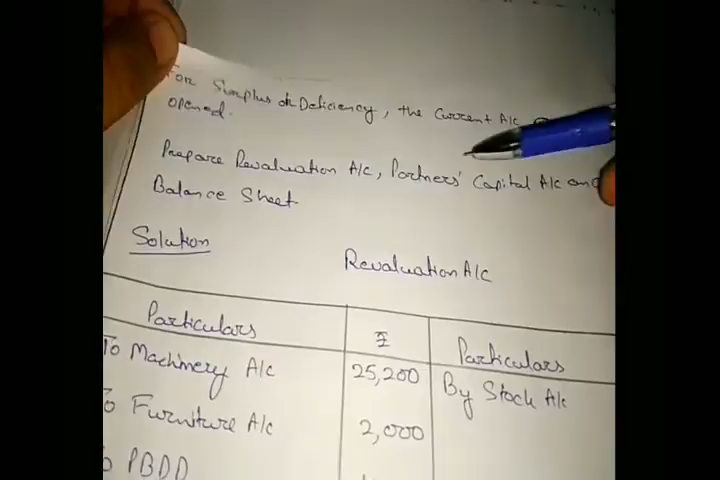 For Surplus or Deficiency, the Current A/c
opened.
Prepare Revaluation A/c, Partners' Capital A/c and
Balance Sheet
Solution
Revaluation A/c
Particulars ₹ Particulars
To Machinery A/c 25,200 By Stock A/c
To Furniture A/c 2,000
To PBDD